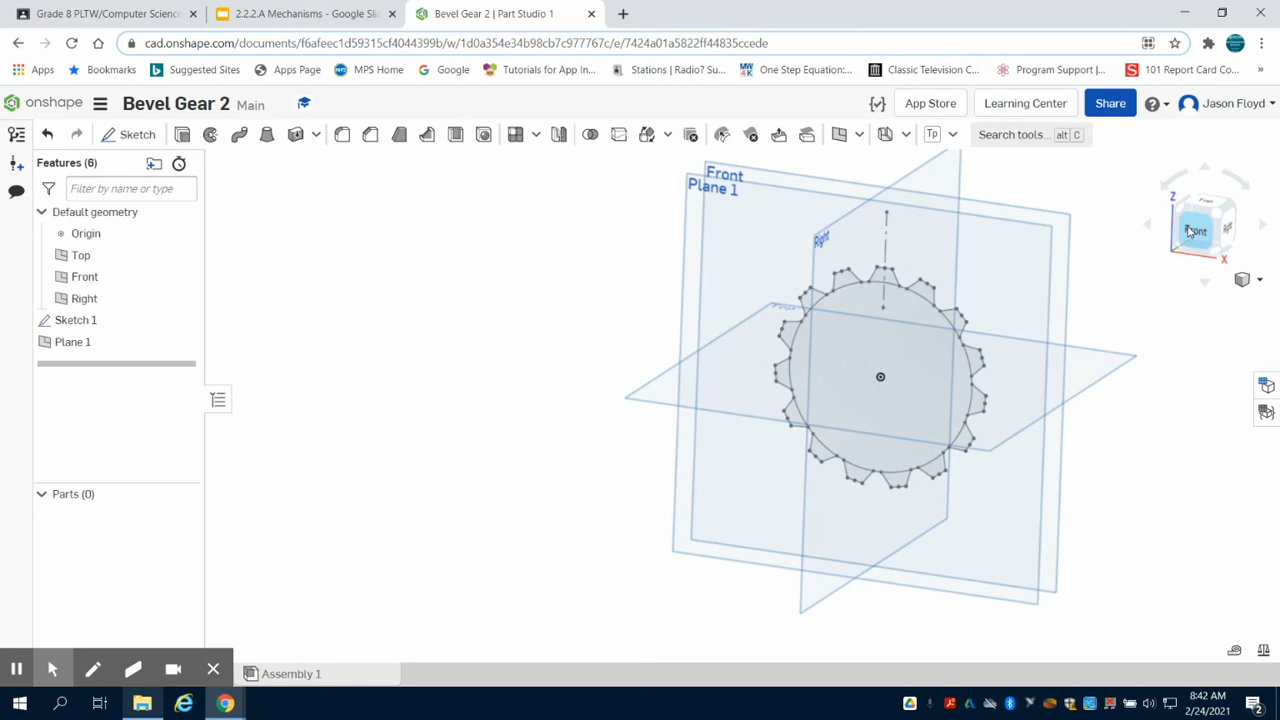 Grade 8 PLTW/Computer Science
2.2.2.A Mechanisms - Google Slid
Bevel Gear 2 | Part Studio 1
cad.onshape.com/documents/f6afeec1d59315cf4044399b/w/1d0a354e34b98cb7c977767c/e/7424a01a5822ff44835ccede
Apps
Bookmarks
Suggested Sites
Apps Page
MPS Home
Google
Tutorials for App In...
Stations | Radio? Su...
One Step Equation:...
Classic Television C...
Program Support |...
101 Report Card Co...
»
onshape
Bevel Gear 2 Main
App Store
Learning Center
Share
Jason Floyd
Sketch
Tp
Search tools... alt C
Features (6)
Filter by name or type
Default geometry
Origin
Top
Front
Right
Sketch 1
Plane 1
Parts (0)
Front
Plane 1
Right
Z
Front
X
Assembly 1
8:42 AM
2/24/2021
2